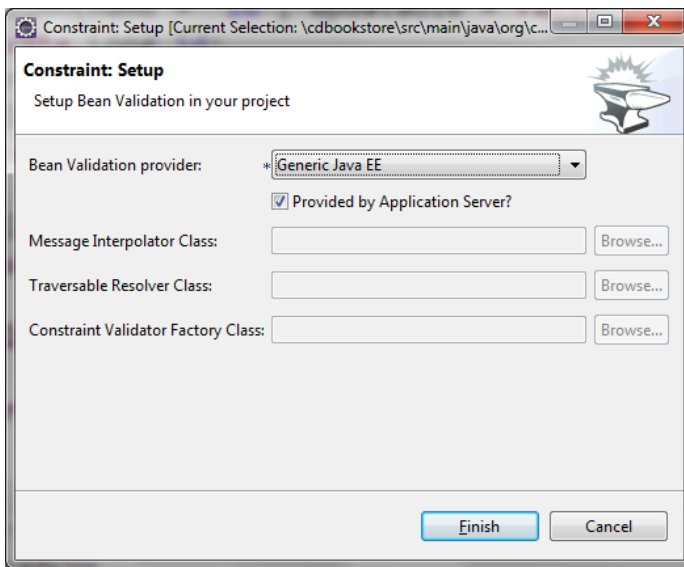 Constraint: Setup [Current Selection: \cdbookstore\src\main\java\org\c...
Constraint: Setup
Setup Bean Validation in your project
Bean Validation provider: * Generic Java EE
Provided by Application Server?
Message Interpolator Class: Browse...
Traversable Resolver Class: Browse...
Constraint Validator Factory Class: Browse...
Finish Cancel